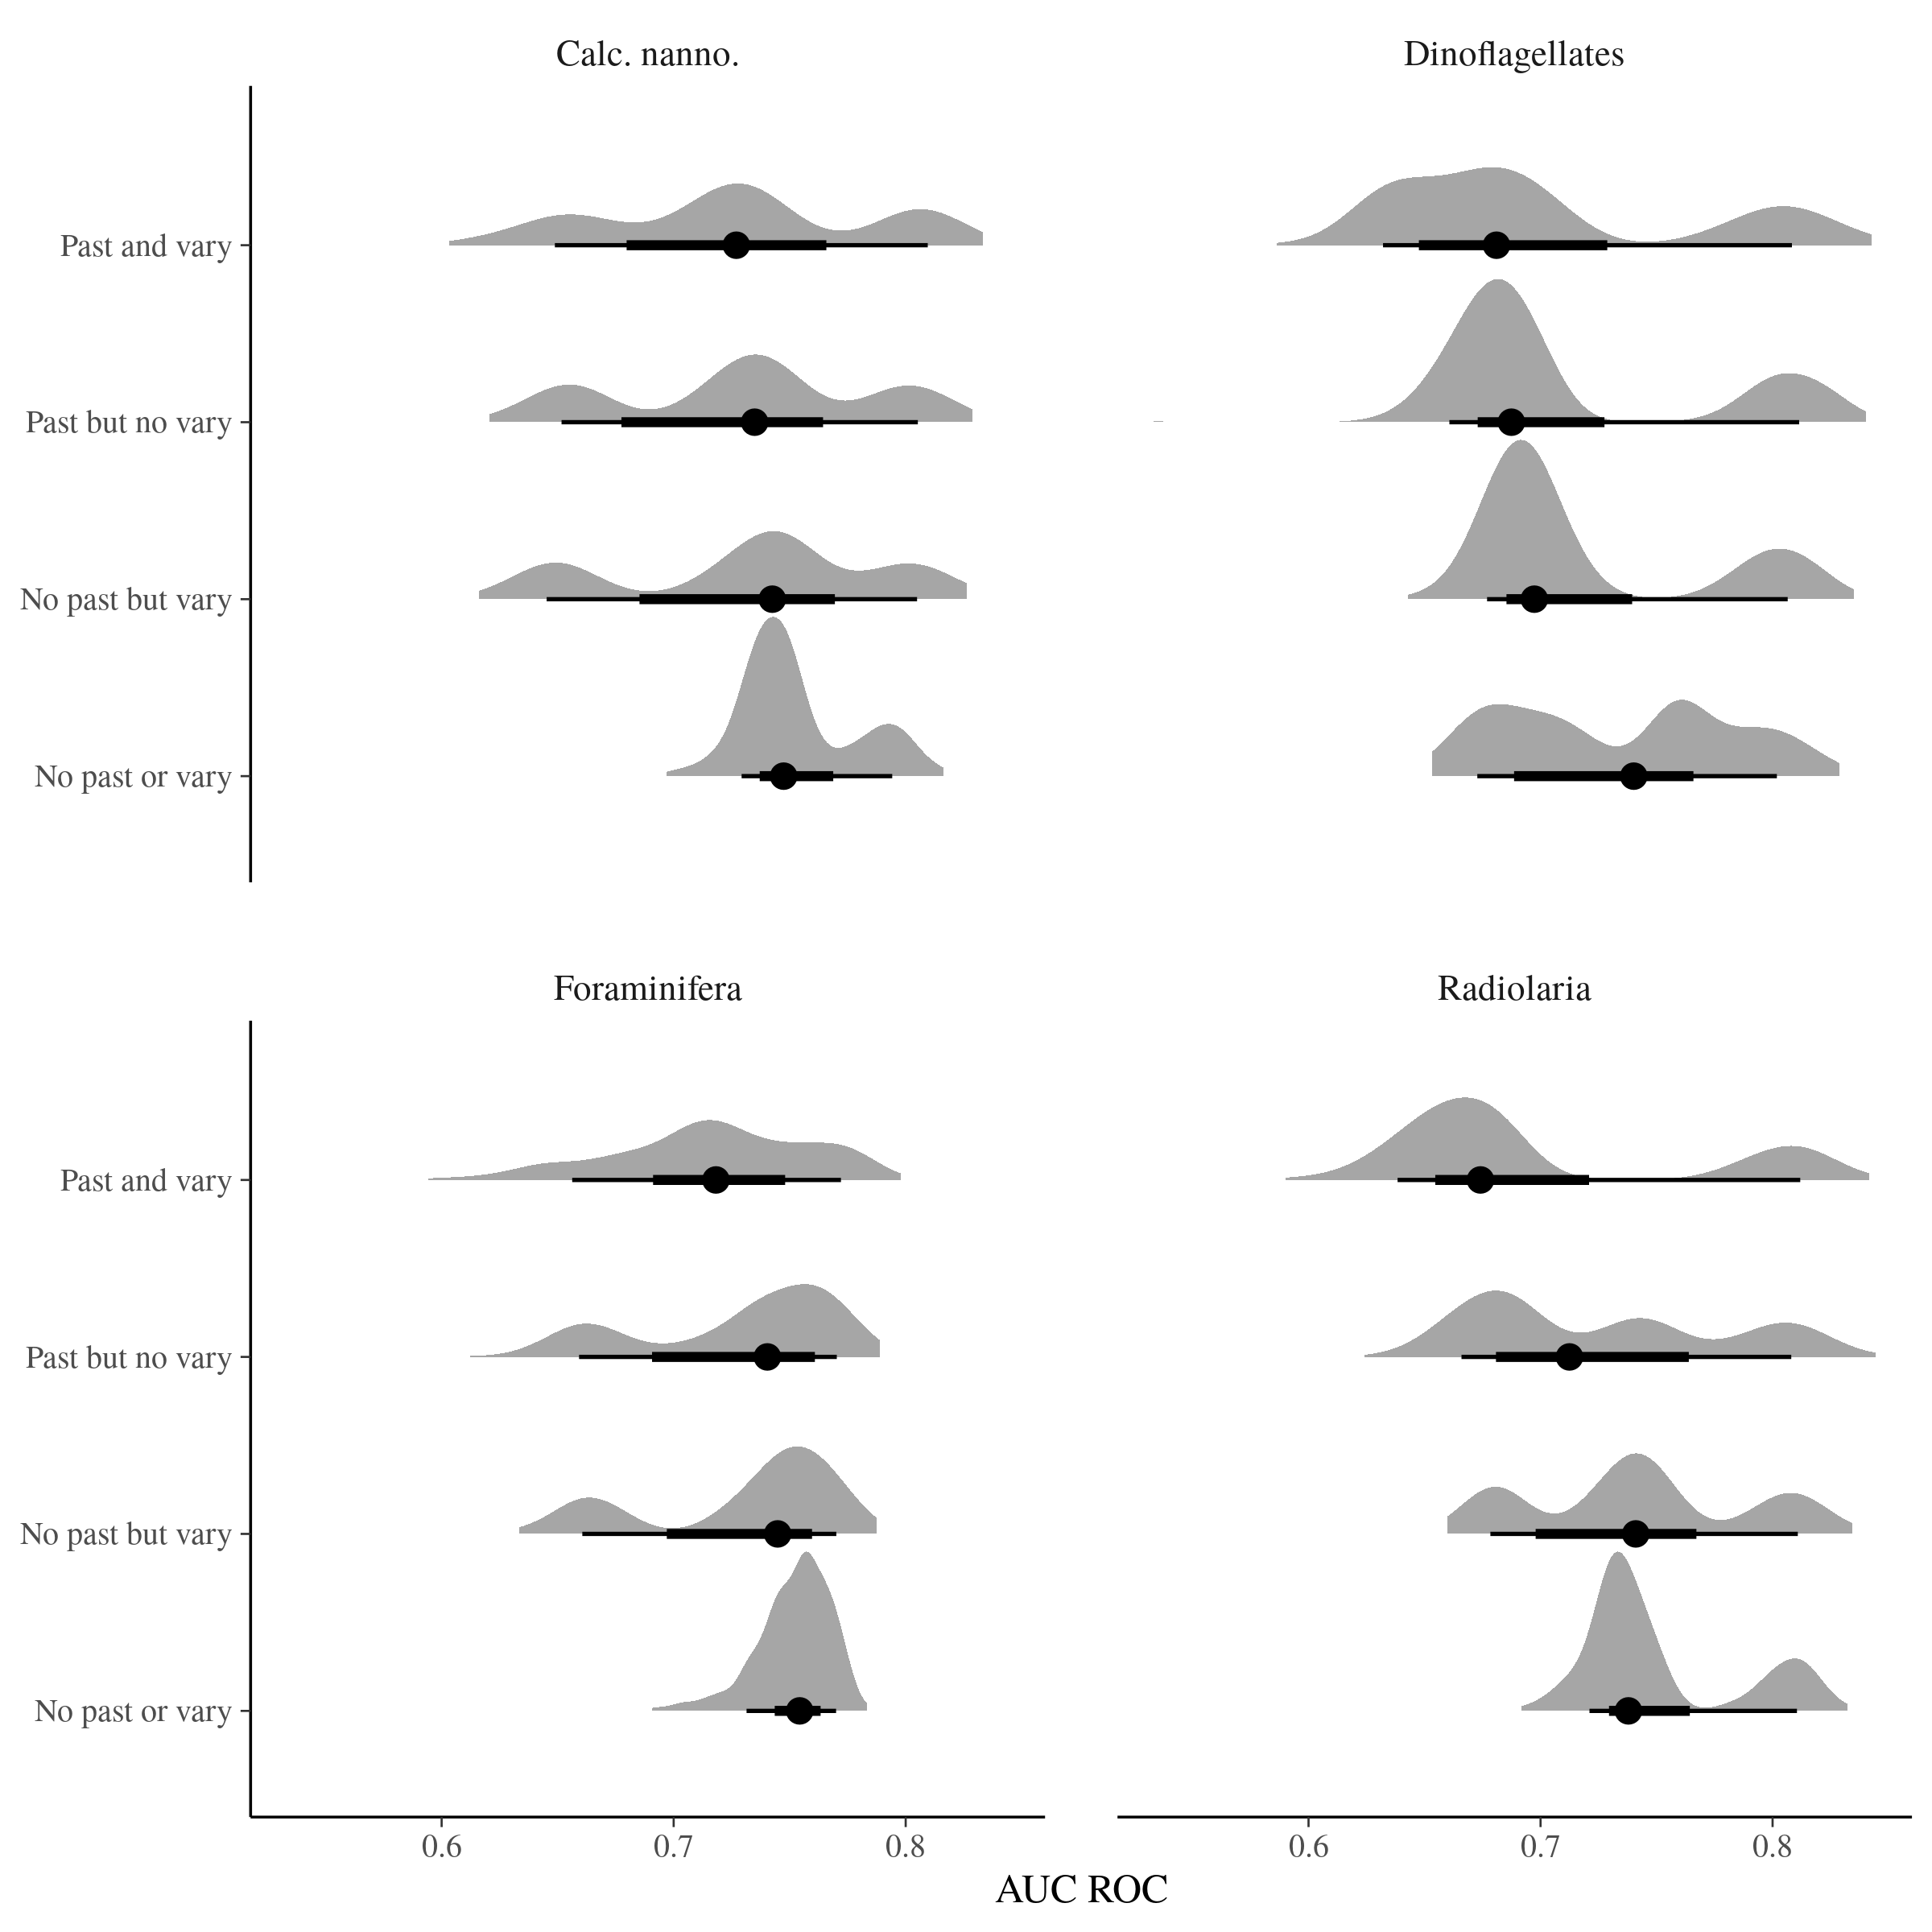 Calc. nanno.
Dinoflagellates
Past and vary
Past but no vary
No past but vary
No past or vary
Foraminifera
Radiolaria
Past and vary
Past but no vary
No past but vary
No past or vary
0.6 0.7 0.8 0.6 0.7 0.8
AUC ROC